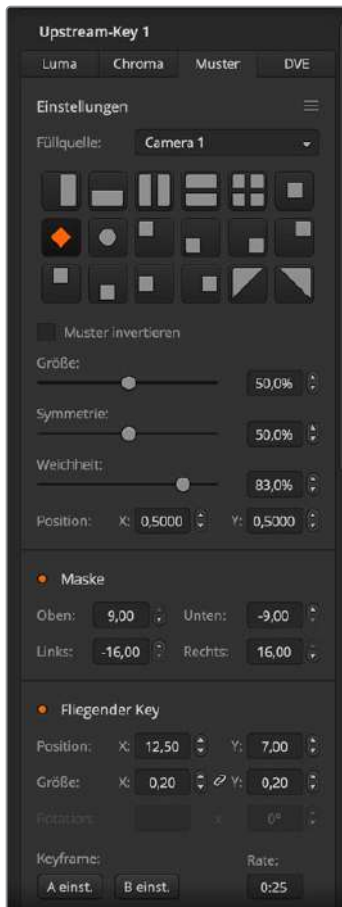 Upstream-Key 1
Luma Chroma Muster DVE
Einstellungen
Füllquelle: Camera 1
Muster invertieren
Größe:
50,0%
Symmetrie:
50,0%
Weichheit:
83,0%
Position: X: 0,5000 Y: 0,5000
Maske
Oben: 9,00 Unten: -9,00
Links: -16,00 Rechts: 16,00
Fliegender Key
Position: X: 12,50 Y: 7,00
Größe: X: 0,20 Y: 0,20
Rotation: x 0°
Keyframe: Rate:
A einst. B einst. 0:25